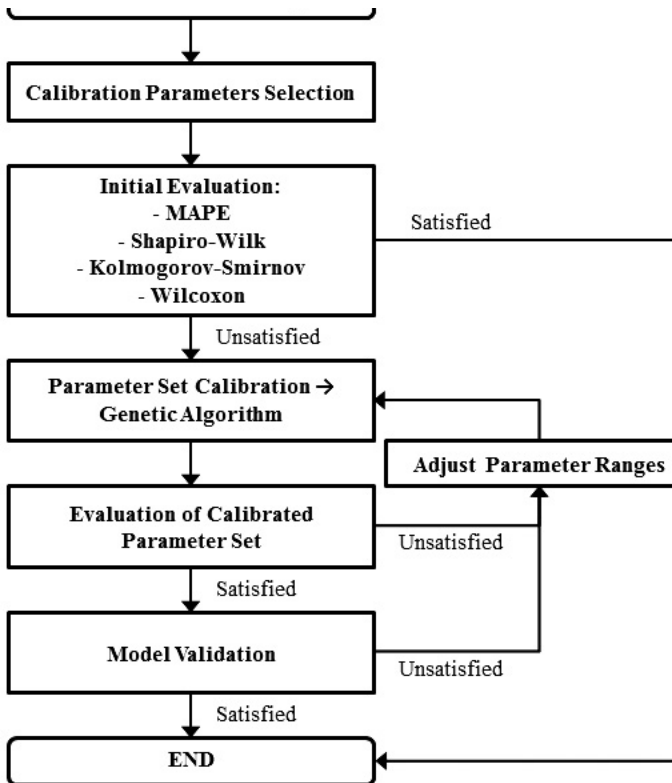 Calibration Parameters Selection
Initial Evaluation:
- MAPE
- Shapiro-Wilk
- Kolmogorov-Smirnov
- Wilcoxon
Satisfied
Unsatisfied
Parameter Set Calibration →
Genetic Algorithm
Adjust Parameter Ranges
Evaluation of Calibrated
Parameter Set
Unsatisfied
Satisfied
Model Validation
Unsatisfied
Satisfied
END